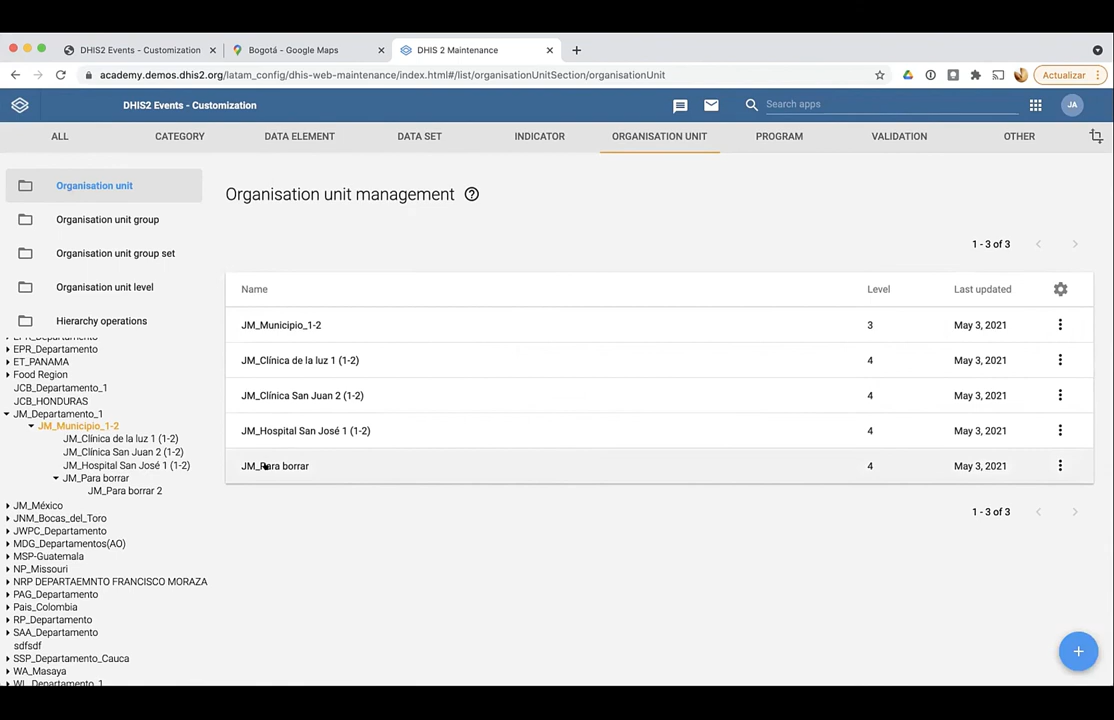 DHIS2 Events - Customization
Bogotá - Google Maps
DHIS 2 Maintenance
academy.demos.dhis2.org/latam_config/dhis-web-maintenance/index.html#/list/organisationUnitSection/organisationUnit
Actualizar
DHIS2 Events - Customization
Search apps
JA
ALL
CATEGORY
DATA ELEMENT
DATA SET
INDICATOR
ORGANISATION UNIT
PROGRAM
VALIDATION
OTHER
Organisation unit
Organisation unit group
Organisation unit group set
Organisation unit level
Hierarchy operations
EPR_Departamento
ET_PANAMA
Food Region
JCB_Departamento_1
JCB_HONDURAS
JM_Departamento_1
JM_Municipio_1-2
JM_Clínica de la luz 1 (1-2)
JM_Clínica San Juan 2 (1-2)
JM_Hospital San José 1 (1-2)
JM_Para borrar
JM_Para borrar 2
JM_México
JNM_Bocas_del_Toro
JWPC_Departamento
MDG_Departamentos(AO)
MSP-Guatemala
NP_Missouri
NRP DEPARTAEMNTO FRANCISCO MORAZA
PAG_Departamento
Pais_Colombia
RP_Departamento
SAA_Departamento
sdfsdf
SSP_Departamento_Cauca
WA_Masaya
WL_Departamento_1
Organisation unit management
1 - 3 of 3
Name Level Last updated
JM_Municipio_1-2 3 May 3, 2021
JM_Clínica de la luz 1 (1-2) 4 May 3, 2021
JM_Clínica San Juan 2 (1-2) 4 May 3, 2021
JM_Hospital San José 1 (1-2) 4 May 3, 2021
JM_Para borrar 4 May 3, 2021
1 - 3 of 3